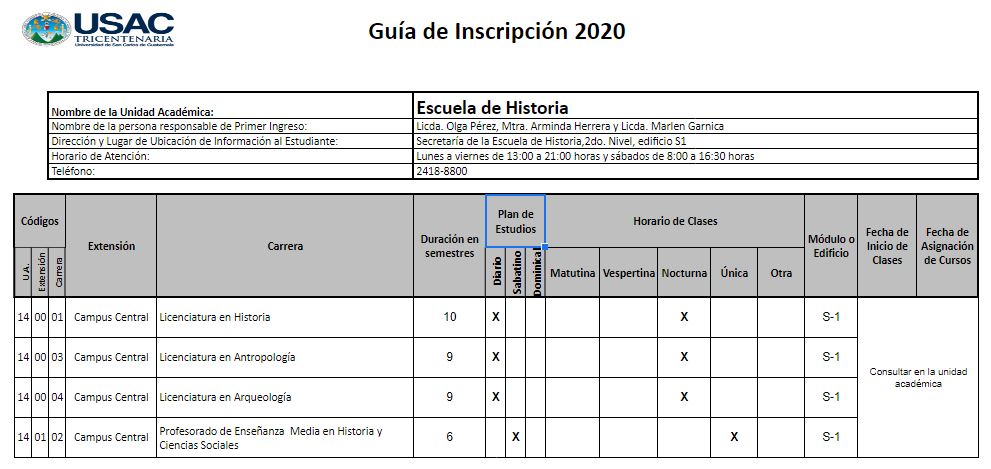 USAC
TRICENTENARIA
Universidad de San Carlos de Guatemala
Guía de Inscripción 2020
Nombre de la Unidad Académica: Escuela de Historia
Nombre de la persona responsable de Primer Ingreso: Licda. Olga Pérez, Mtra. Arminda Herrera y Licda. Marlen Garnica
Dirección y Lugar de Ubicación de Información al Estudiante: Secretaría de la Escuela de Historia,2do. Nivel, edificio S1
Horario de Atención: Lunes a viernes de 13:00 a 21:00 horas y sábados de 8:00 a 16:30 horas
Teléfono: 2418-8800
Códigos
U.A.
Extensión
Carrera
Extensión
Carrera
Duración en
semestres
Plan de
Estudios
Diario
Sabatino
Dominical
Horario de Clases
Matutina Vespertina Nocturna Única Otra
Módulo o
Edificio
Fecha de
Inicio de
Clases
Fecha de
Asignación
de Cursos
14 00 01 Campus Central Licenciatura en Historia 10 X X S-1
14 00 03 Campus Central Licenciatura en Antropología 9 X X S-1
14 00 04 Campus Central Licenciatura en Arqueología 9 X X S-1
14 01 02 Campus Central Profesorado de Enseñanza Media en Historia y
Ciencias Sociales 6 X X S-1
Consultar en la unidad
académica